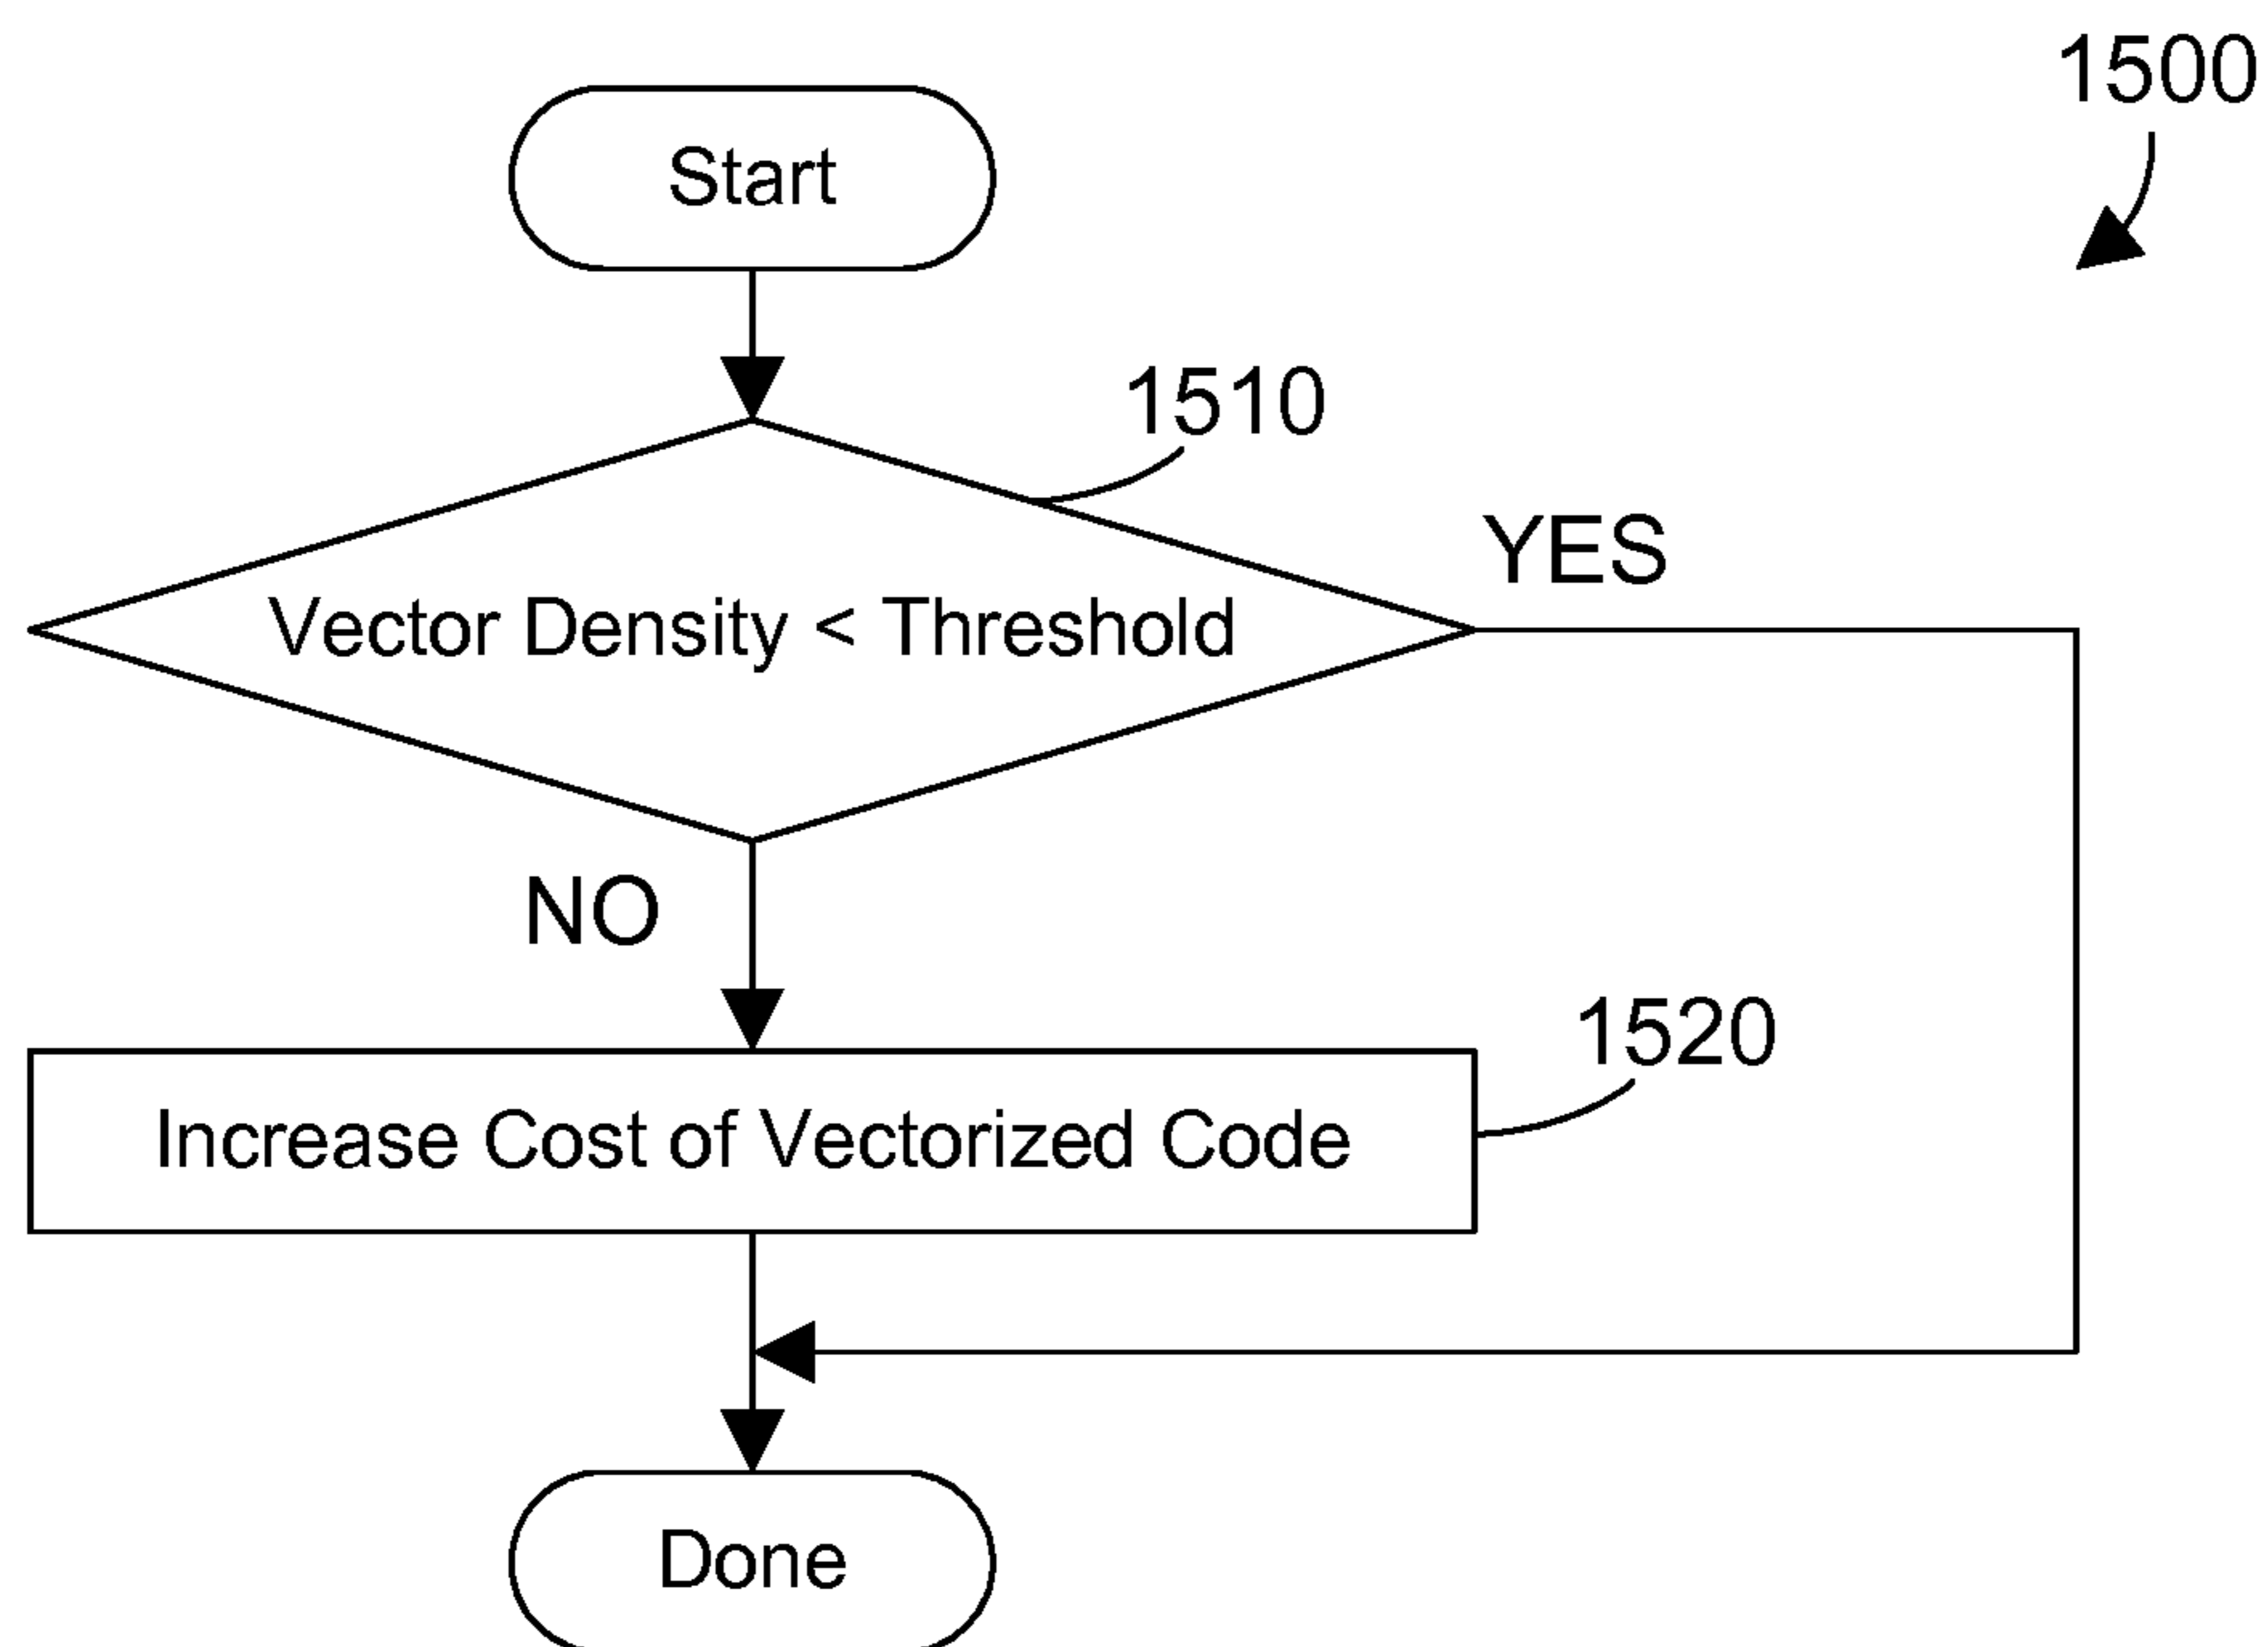 1500
Start
1510
YES
Vector Density < Threshold
NO
1520
Increase Cost of Vectorized Code
Done